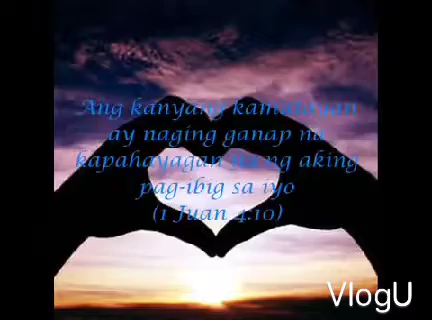 Ang kanyang kamatayan
ay naging ganap na
kapahayagan na ng aking
pag-ibig sa iyo
(1 Juan 4:10)
VlogU